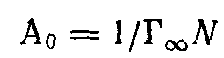 A₀ = 1/Γ∞N